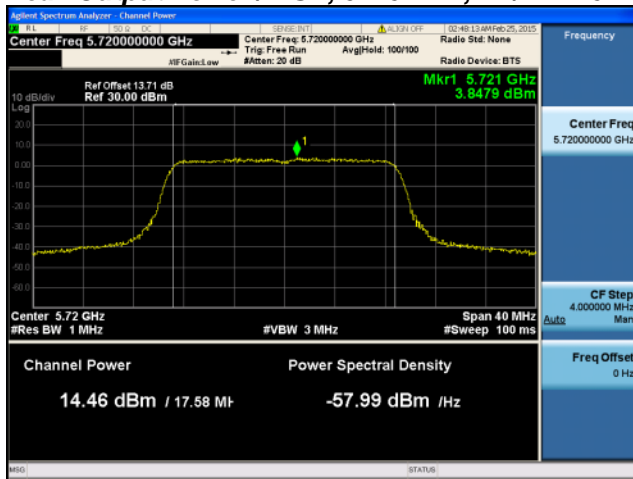 Agilent Spectrum Analyzer - Channel Power
RL RF 50 Ω DC SENSE:INT ALIGN OFF 02:48:13 AM Feb 25, 2015
Center Freq 5.720000000 GHz
Center Freq: 5.720000000 GHz
Radio Std: None
Trig: Free Run Avg|Hold: 100/100
#IFGain:Low #Atten: 20 dB Radio Device: BTS
Frequency
Mkr1 5.721 GHz
3.8479 dBm
Ref Offset 13.71 dB
10 dB/div Ref 30.00 dBm
Log
20.0
10.0
0.00
-10.0
-20.0
-30.0
-40.0
-50.0
-60.0
1
Center Freq
5.720000000 GHz
Center 5.72 GHz Span 40 MHz
#Res BW 1 MHz #VBW 3 MHz #Sweep 100 ms
CF Step
4.000000 MHz
Auto Man
Channel Power Power Spectral Density
14.46 dBm / 17.58 MH -57.99 dBm /Hz
Freq Offset
0 Hz
MSG STATUS